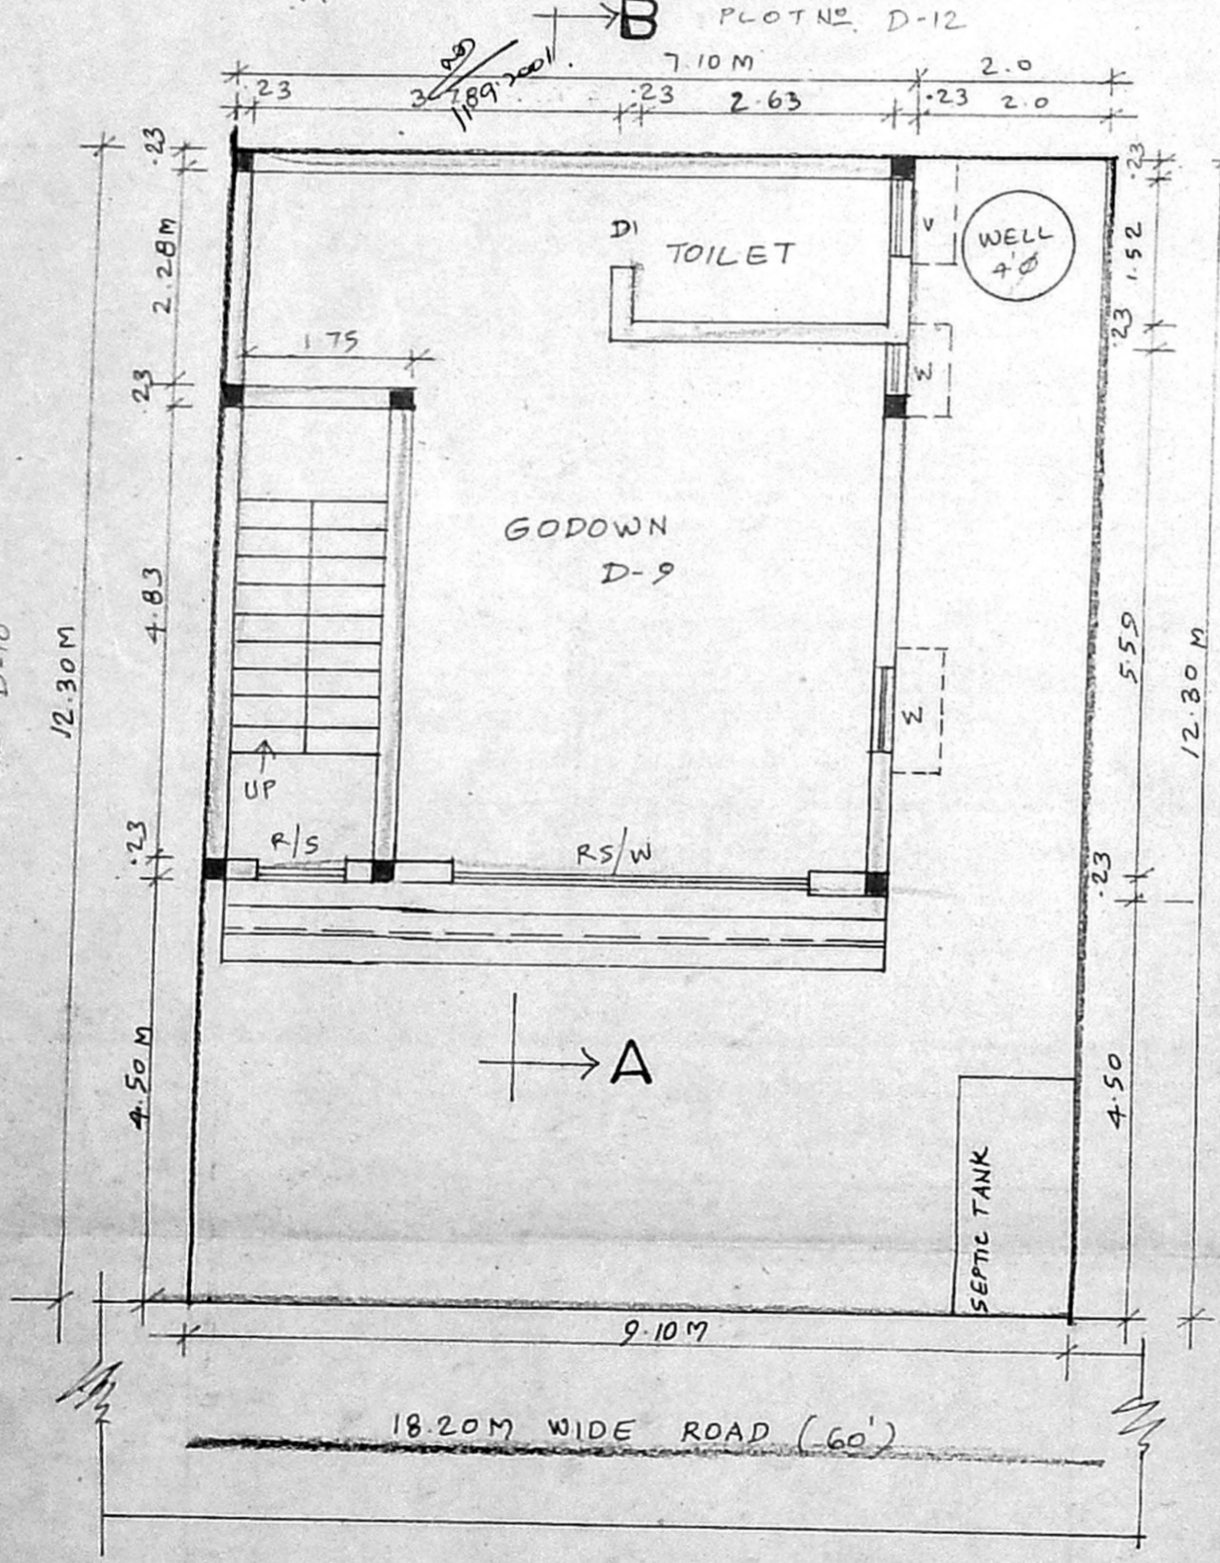 B PLOT Nº D-12
7.10 M 2.0
.23 .23 2.63 .23 2.0
.23
2.28M
.23
4.83
.23
4.50 M
12.30 M
D1
TOILET
V
WELL
4'Ø
1.75
Σ
GODOWN
D-9
Σ
UP
R/S
RS/W
A
SEPTIC TANK
.23
1.52
.23
5.59
.23
4.50
12.30 M
9.10 M
18.20M WIDE ROAD (60')